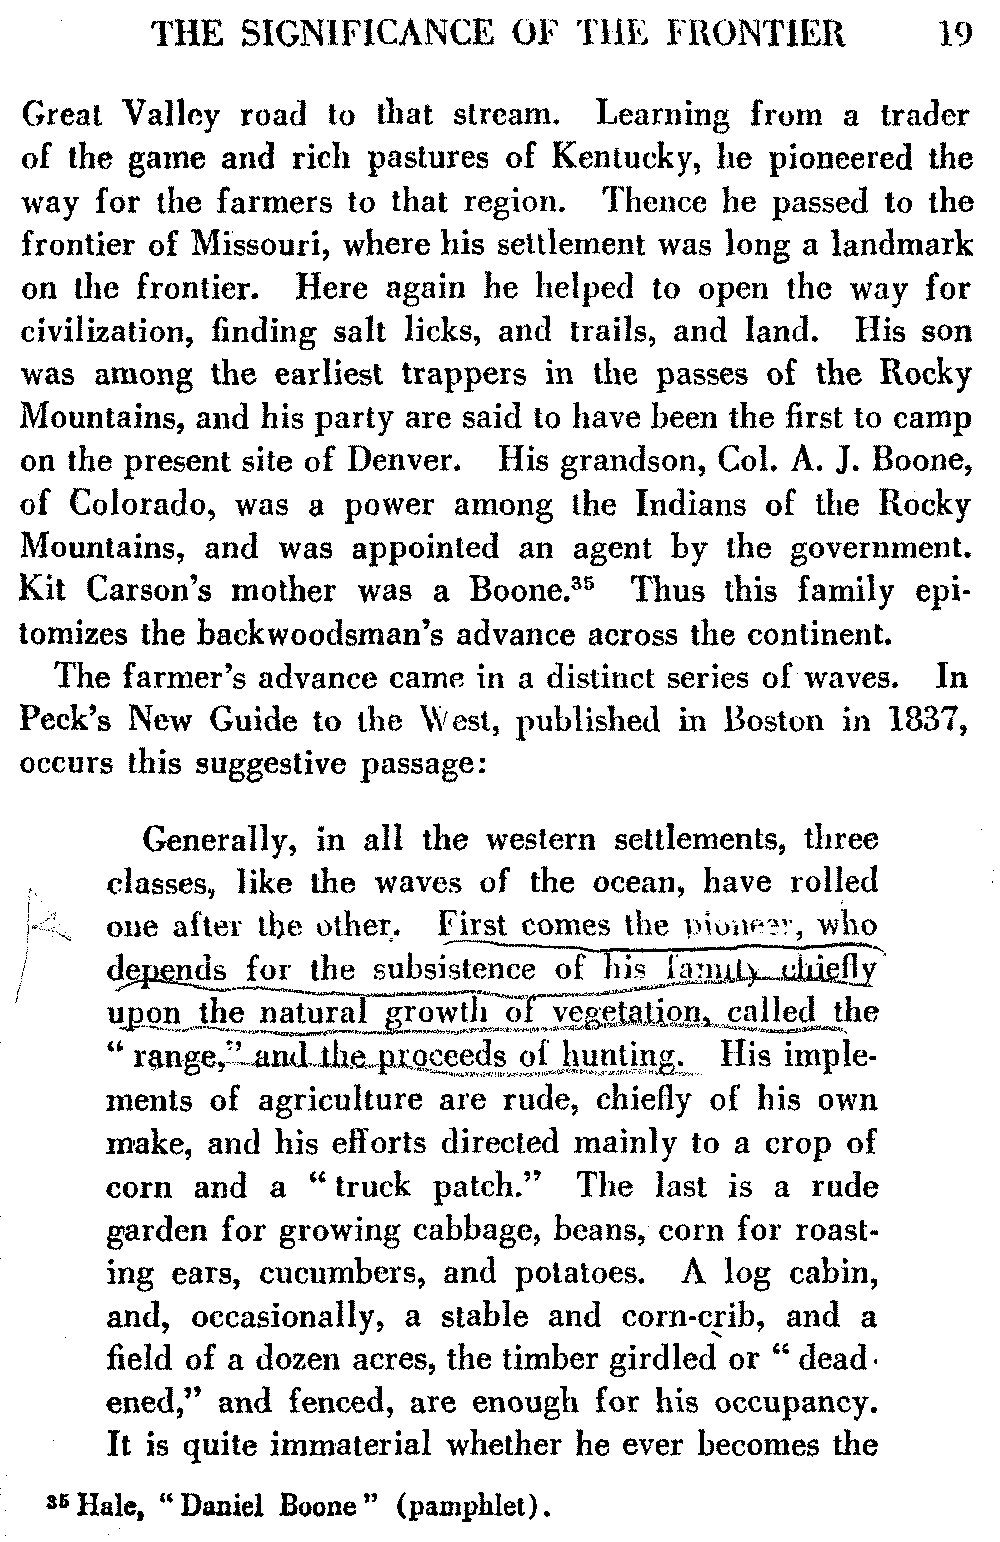 THE SIGNIFICANCE OF THE FRONTIER 19
Great Valley road to that stream. Learning from a trader
of the game and rich pastures of Kentucky, he pioneered the
way for the farmers to that region. Thence he passed to the
frontier of Missouri, where his settlement was long a landmark
on the frontier. Here again he helped to open the way for
civilization, finding salt licks, and trails, and land. His son
was among the earliest trappers in the passes of the Rocky
Mountains, and his party are said to have been the first to camp
on the present site of Denver. His grandson, Col. A. J. Boone,
of Colorado, was a power among the Indians of the Rocky
Mountains, and was appointed an agent by the government.
Kit Carson's mother was a Boone.35 Thus this family epi-
tomizes the backwoodsman's advance across the continent.
The farmer's advance came in a distinct series of waves. In
Peck's New Guide to the West, published in Boston in 1837,
occurs this suggestive passage:
Generally, in all the western settlements, three
classes, like the waves of the ocean, have rolled
one after the other. First comes the pioneer, who
depends for the subsistence of his family chiefly
upon the natural growth of vegetation, called the
"range," and the proceeds of hunting. His imple-
ments of agriculture are rude, chiefly of his own
make, and his efforts directed mainly to a crop of
corn and a "truck patch." The last is a rude
garden for growing cabbage, beans, corn for roast-
ing ears, cucumbers, and potatoes. A log cabin,
and, occasionally, a stable and corn-crib, and a
field of a dozen acres, the timber girdled or "dead-
ened," and fenced, are enough for his occupancy.
It is quite immaterial whether he ever becomes the
35 Hale, "Daniel Boone" (pamphlet).